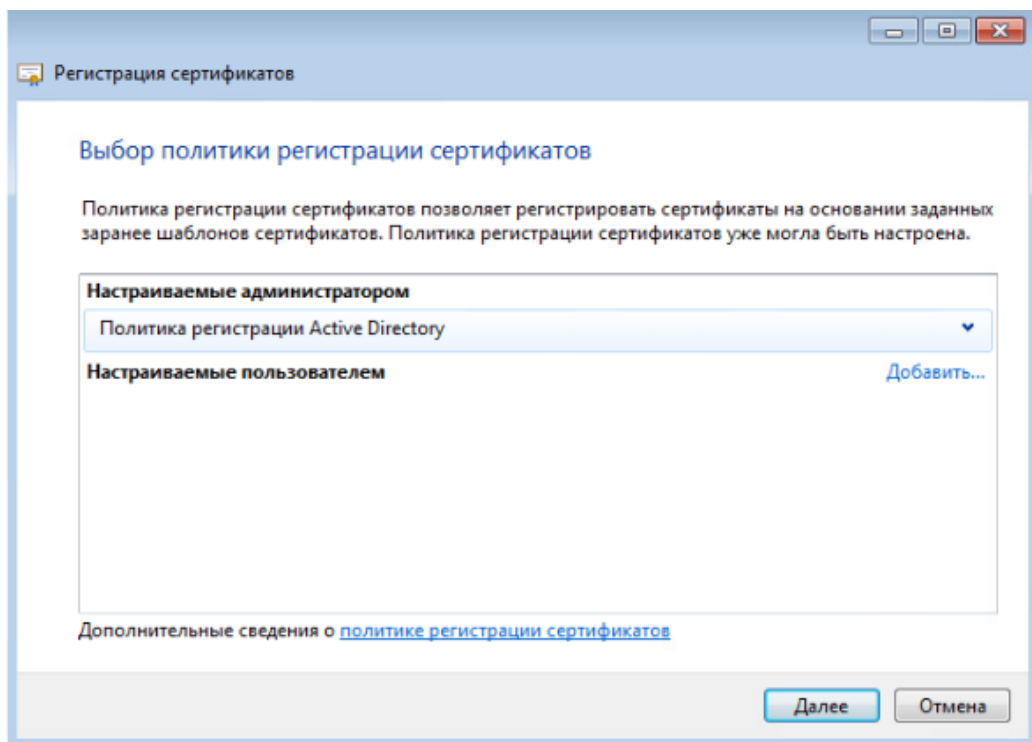 Регистрация сертификатов
Выбор политики регистрации сертификатов
Политика регистрации сертификатов позволяет регистрировать сертификаты на основании заданных
заранее шаблонов сертификатов. Политика регистрации сертификатов уже могла быть настроена.
Настраиваемые администратором
Политика регистрации Active Directory
Настраиваемые пользователем Добавить...
Дополнительные сведения о политике регистрации сертификатов
Далее Отмена